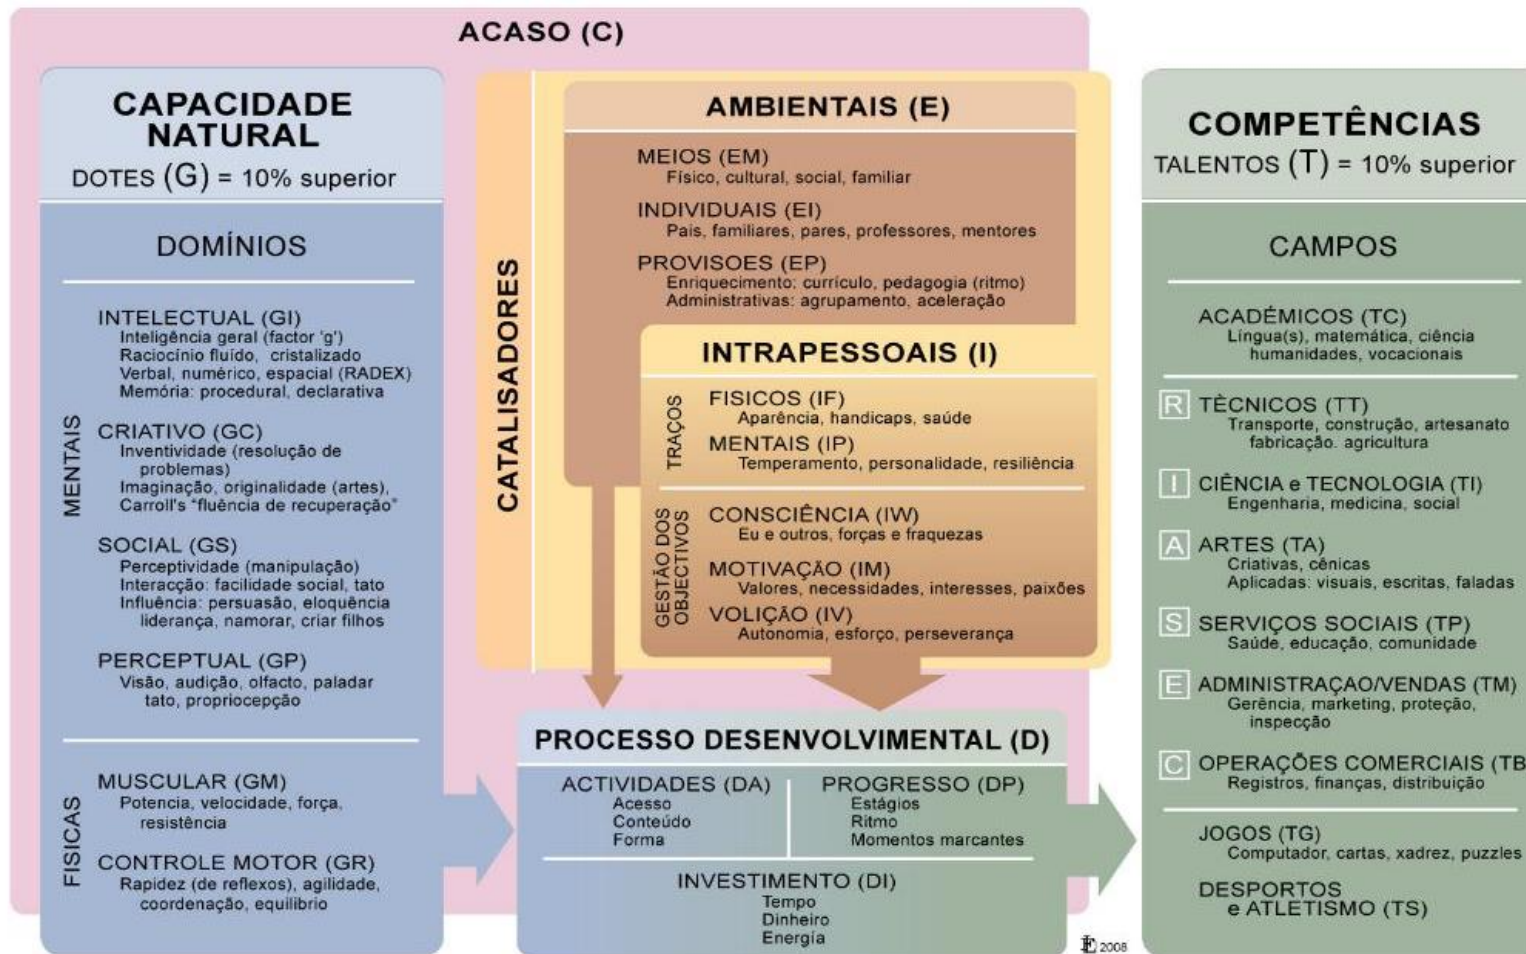 ACASO (C)
CAPACIDADE
NATURAL
DOTES (G) = 10% superior
DOMÍNIOS
MENTAIS
INTELECTUAL (GI)
Inteligência geral (factor 'g')
Raciocínio fluído, cristalizado
Verbal, numérico, espacial (RADEX)
Memória: procedural, declarativa
CRIATIVO (GC)
Inventividade (resolução de
problemas)
Imaginação, originalidade (artes),
Carroll's "fluência de recuperação"
SOCIAL (GS)
Perceptividade (manipulação)
Interacção: facilidade social, tato
Influência: persuasão, eloquência
liderança, namorar, criar filhos
PERCEPTUAL (GP)
Visão, audição, olfacto, paladar
tato, propriocepção
FISICAS
MUSCULAR (GM)
Potencia, velocidade, força,
resistência
CONTROLE MOTOR (GR)
Rapidez (de reflexos), agilidade,
coordenação, equilibrio
CATALISADORES
AMBIENTAIS (E)
MEIOS (EM)
Físico, cultural, social, familiar
INDIVIDUAIS (EI)
Pais, familiares, pares, professores, mentores
PROVISOES (EP)
Enriquecimento: currículo, pedagogia (ritmo)
Administrativas: agrupamento, aceleração
INTRAPESSOAIS (I)
TRAÇOS
FISICOS (IF)
Aparência, handicaps, saúde
MENTAIS (IP)
Temperamento, personalidade, resiliência
GESTÃO DOS
OBJECTIVOS
CONSCIÊNCIA (IW)
Eu e outros, forças e fraquezas
MOTIVAÇÃO (IM)
Valores, necessidades, interesses, paixões
VOLIÇÃO (IV)
Autonomia, esforço, perseverança
PROCESSO DESENVOLVIMENTAL (D)
ACTIVIDADES (DA)
Acesso
Conteúdo
Forma
PROGRESSO (DP)
Estágios
Ritmo
Momentos marcantes
INVESTIMENTO (DI)
Tempo
Dinheiro
Energía
2008
COMPETÊNCIAS
TALENTOS (T) = 10% superior
CAMPOS
ACADÉMICOS (TC)
Língua(s), matemática, ciência
humanidades, vocacionais
R TÈCNICOS (TT)
Transporte, construção, artesanato
fabricação. agricultura
I CIÊNCIA e TECNOLOGIA (TI)
Engenharia, medicina, social
A ARTES (TA)
Criativas, cênicas
Aplicadas: visuais, escritas, faladas
S SERVIÇOS SOCIAIS (TP)
Saúde, educação, comunidade
E ADMINISTRAÇAO/VENDAS (TM)
Gerência, marketing, proteção,
inspecção
C OPERAÇÕES COMERCIAIS (TB
Registros, finanças, distribuição
JOGOS (TG)
Computador, cartas, xadrez, puzzles
DESPORTOS
e ATLETISMO (TS)